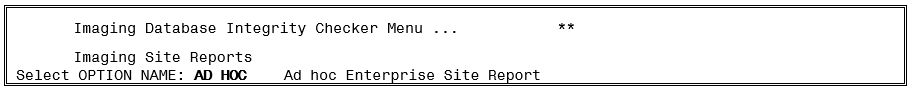 Imaging Database Integrity Checker Menu ... **
Imaging Site Reports
Select OPTION NAME: AD HOC Ad hoc Enterprise Site Report